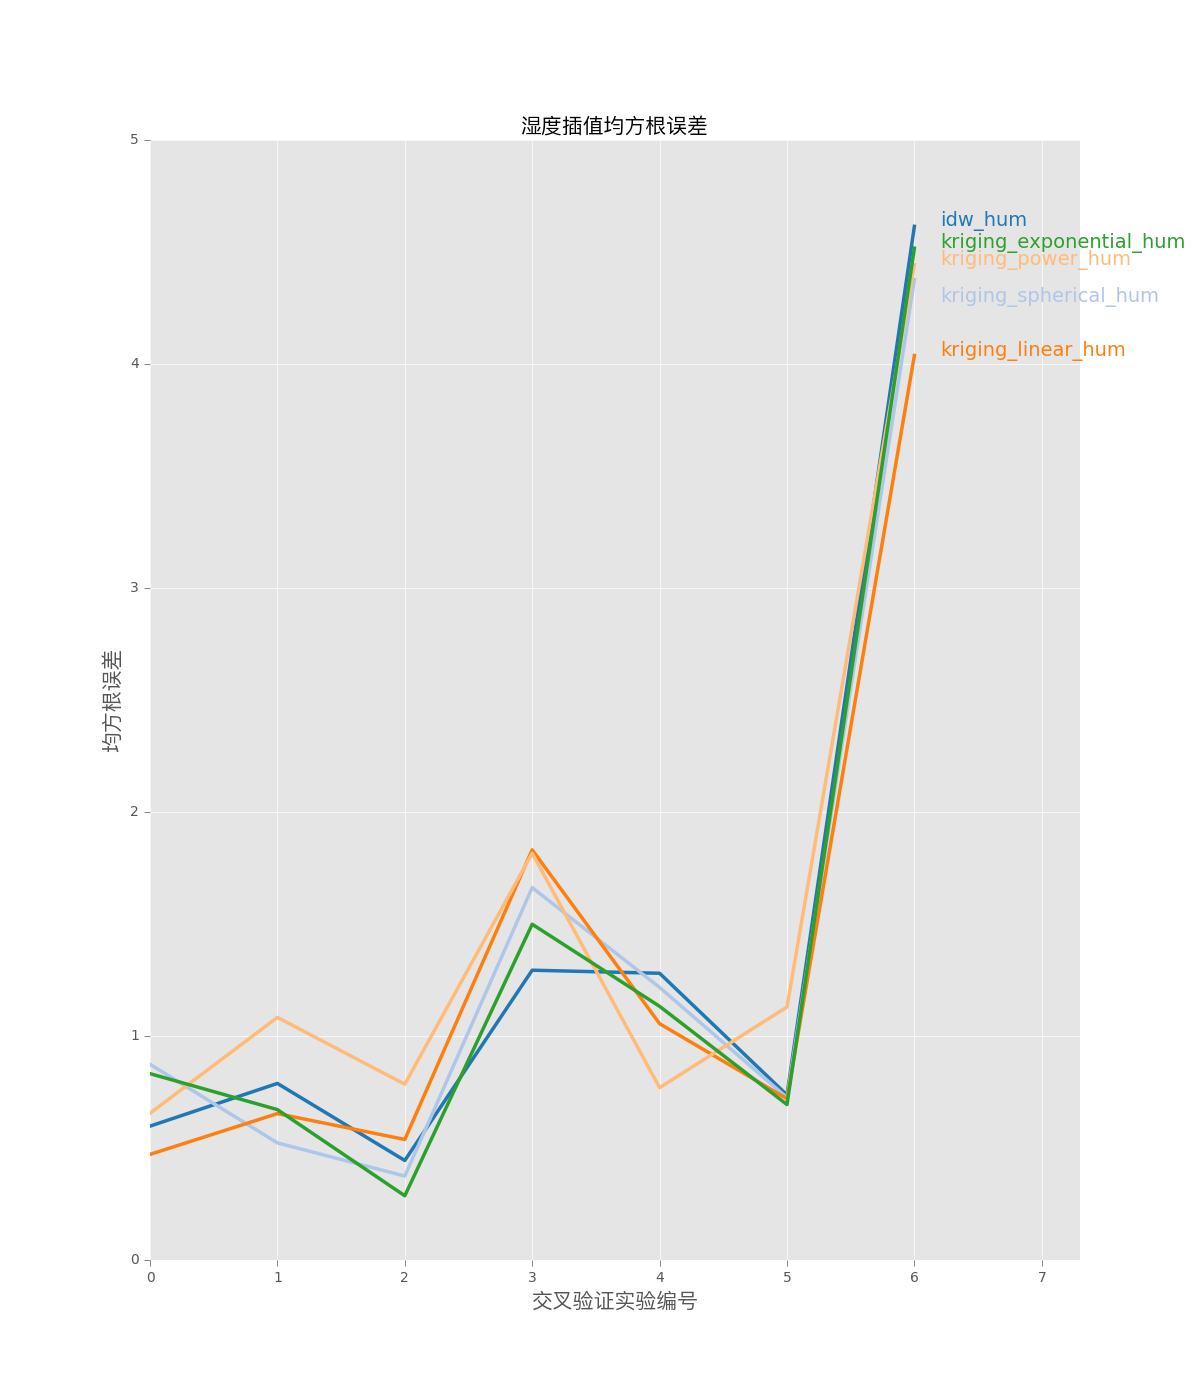 湿度插值均方根误差
5
4
3
2
1
0
均方根误差
idw_hum
kriging_exponential_hum
kriging_power_hum
kriging_spherical_hum
kriging_linear_hum
0 1 2 3 4 5 6 7
交叉验证实验编号